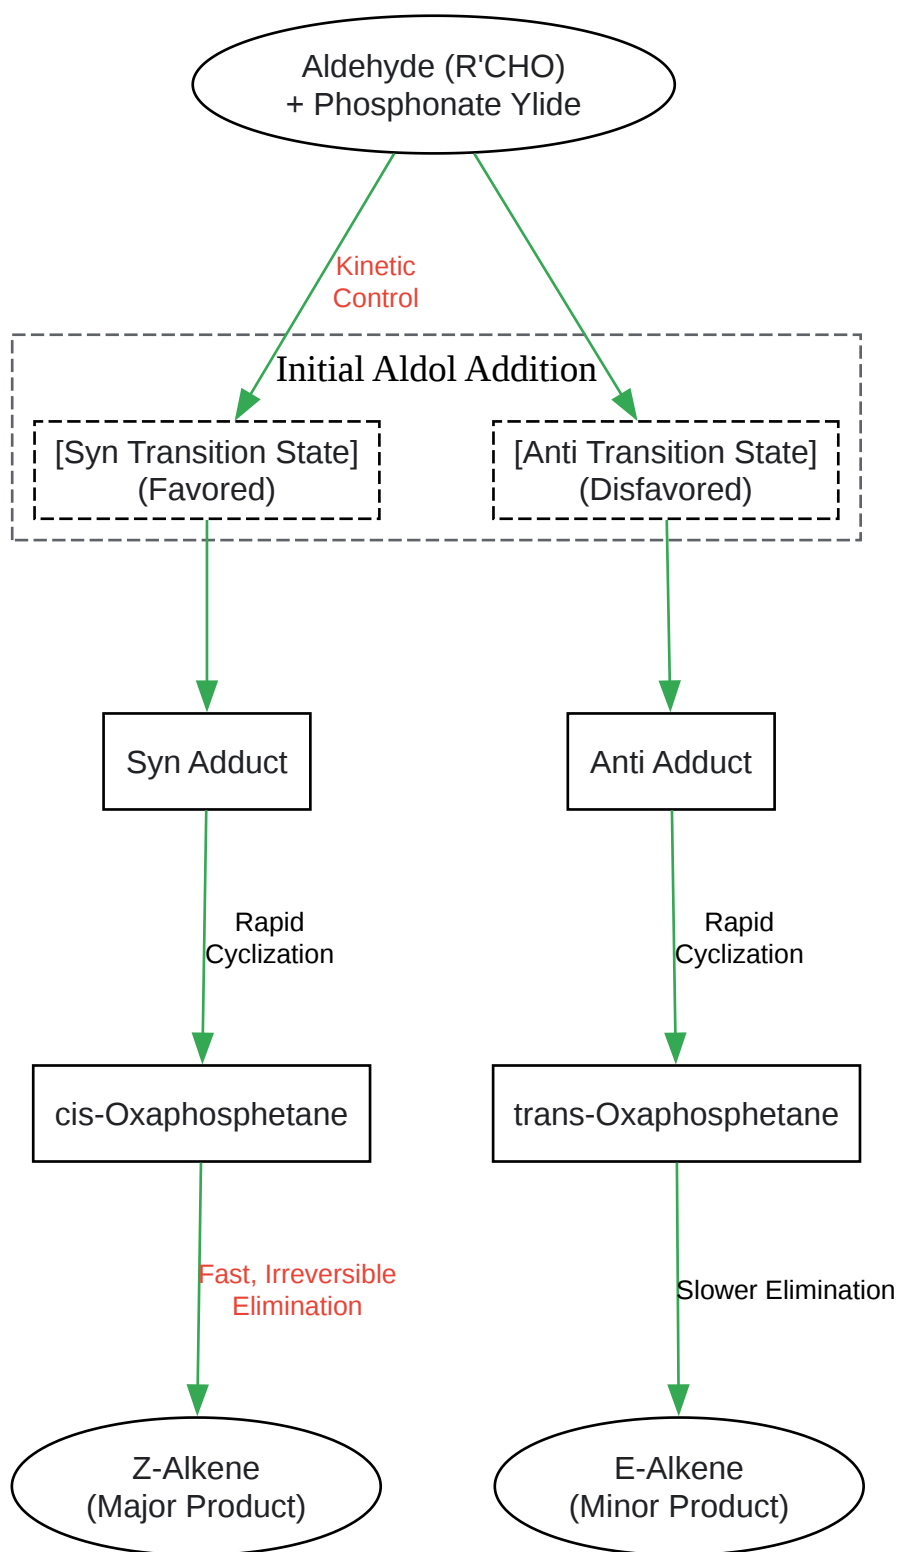 Aldehyde (R'CHO)
+ Phosphonate Ylide
Kinetic
Control
Initial Aldol Addition
[Syn Transition State]
(Favored)
[Anti Transition State]
(Disfavored)
Syn Adduct
Anti Adduct
Rapid
Cyclization
Rapid
Cyclization
cis-Oxaphosphetane
trans-Oxaphosphetane
Fast, Irreversible
Elimination
Slower Elimination
Z-Alkene
(Major Product)
E-Alkene
(Minor Product)